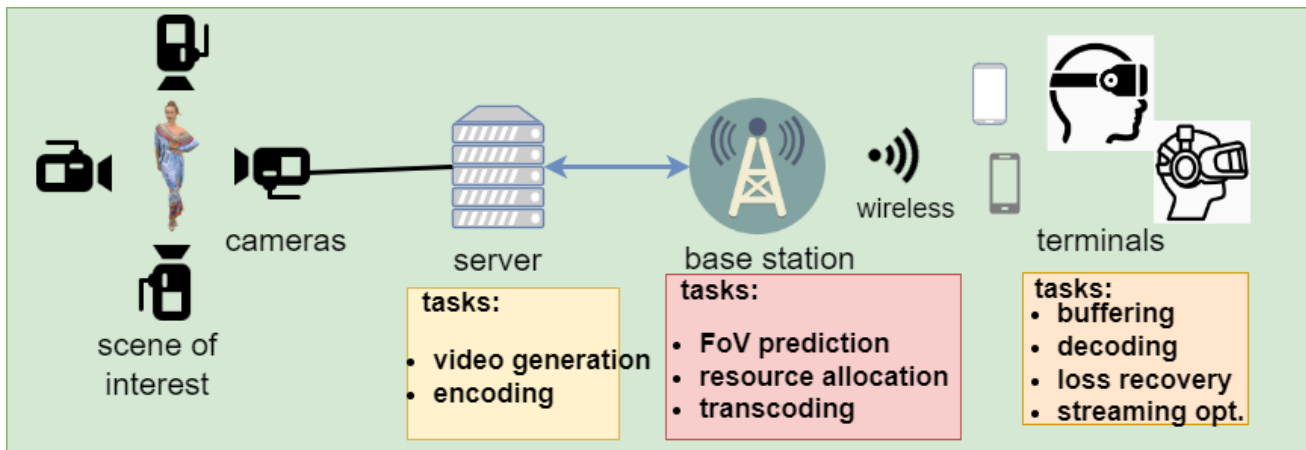 cameras
scene of
interest
server
tasks:
• video generation
• encoding
base station
tasks:
• FoV prediction
• resource allocation
• transcoding
wireless
terminals
tasks:
• buffering
• decoding
• loss recovery
• streaming opt.